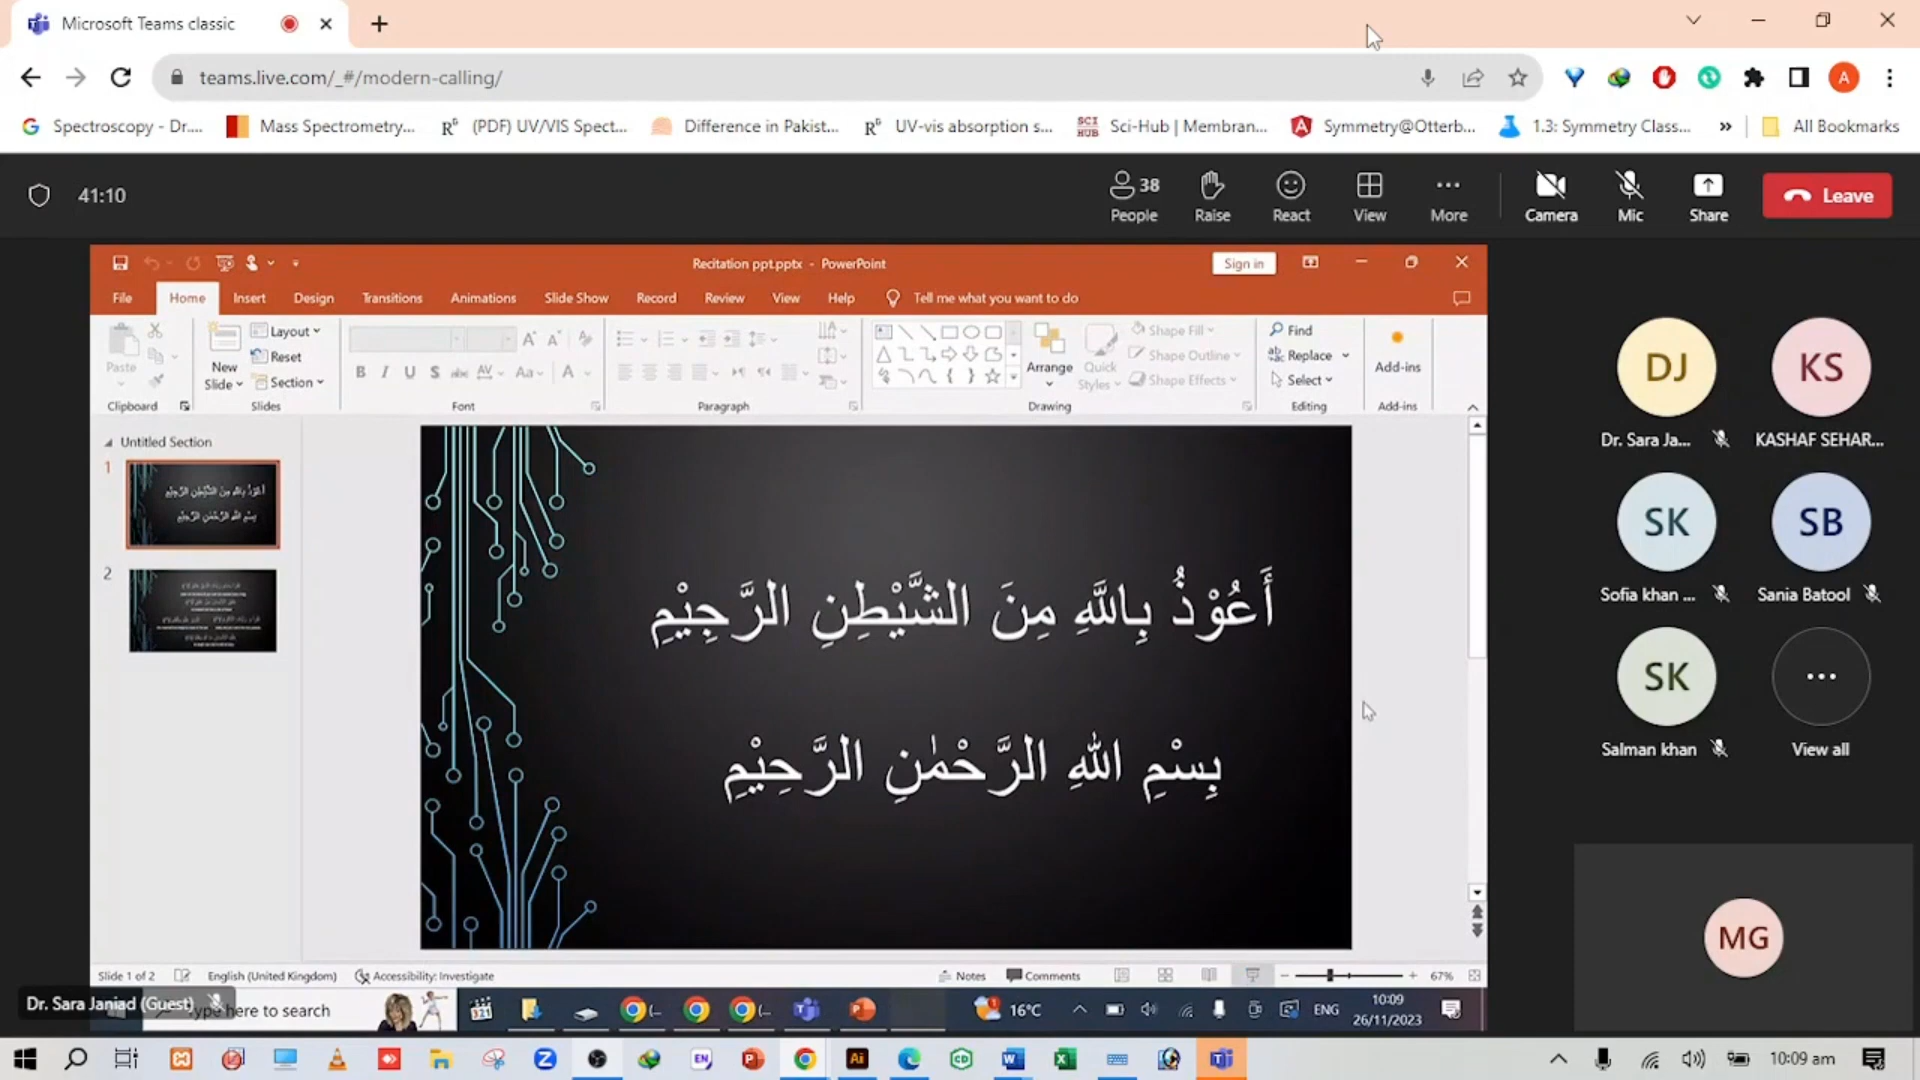 Microsoft Teams classic
teams.live.com/_#/modern-calling/
Spectroscopy - Dr....
Mass Spectrometry...
(PDF) UV/VIS Spect...
Difference in Pakist...
UV-vis absorption s...
Sci-Hub | Membran...
Symmetry@Otterb...
1.3: Symmetry Class...
All Bookmarks
41:10
38
People
Raise
React
View
More
Camera
Mic
Share
Leave
Recitation ppt.pptx - PowerPoint
Sign in
File
Home
Insert
Design
Transitions
Animations
Slide Show
Record
Review
View
Help
Tell me what you want to do
Paste
Clipboard
New
Slide
Layout
Reset
Section
Slides
Font
Paragraph
Arrange
Quick
Styles
Shape Fill
Shape Outline
Shape Effects
Drawing
Find
Replace
Select
Editing
Add-ins
Add-ins
Untitled Section
1
2
أَعُوْذُ بِاللَّهِ مِنَ الشَّيْطٰنِ الرَّجِيْمِ
بِسْمِ اللهِ الرَّحْمٰنِ الرَّحِيْمِ
DJ
Dr. Sara Ja...
KS
KASHAF SEHAR...
SK
Sofia khan ...
SB
Sania Batool
SK
Salman khan
View all
MG
Slide 1 of 2
English (United Kingdom)
Accessibility: Investigate
Notes
Comments
67%
Dr. Sara Janiad (Guest)
here to search
16°C
ENG
10:09
26/11/2023
10:09 am